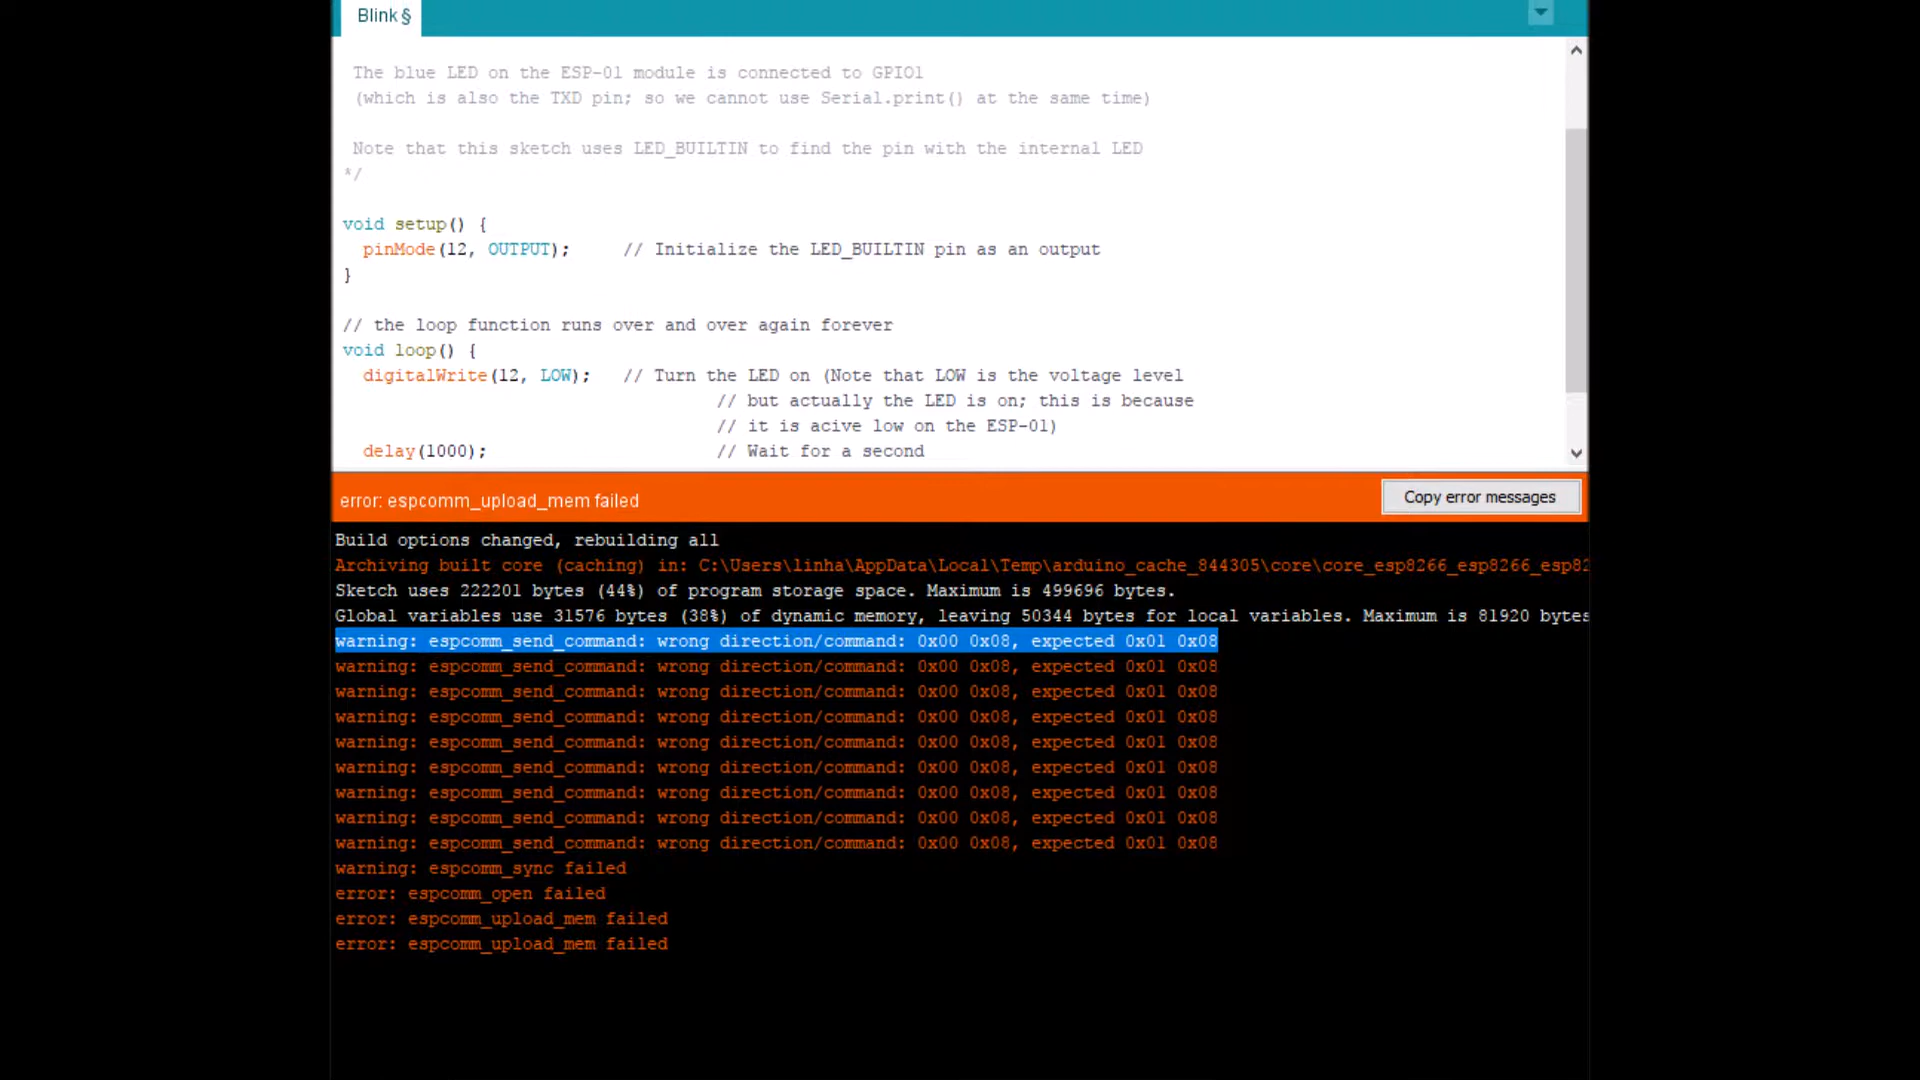 Blink §
The blue LED on the ESP-01 module is connected to GPIO1
(which is also the TXD pin; so we cannot use Serial.print() at the same time)
Note that this sketch uses LED_BUILTIN to find the pin with the internal LED
*/
void setup() {
pinMode(12, OUTPUT);     // Initialize the LED_BUILTIN pin as an output
}
// the loop function runs over and over again forever
void loop() {
digitalWrite(12, LOW);   // Turn the LED on (Note that LOW is the voltage level
// but actually the LED is on; this is because
// it is acive low on the ESP-01)
delay(1000);                      // Wait for a second
error: espcomm_upload_mem failed
Copy error messages
Build options changed, rebuilding all
Archiving built core (caching) in: C:\Users\linha\AppData\Local\Temp\arduino_cache_844305\core\core_esp8266_esp8266_esp82
Sketch uses 222201 bytes (44%) of program storage space. Maximum is 499696 bytes.
Global variables use 31576 bytes (38%) of dynamic memory, leaving 50344 bytes for local variables. Maximum is 81920 bytes
warning: espcomm_send_command: wrong direction/command: 0x00 0x08, expected 0x01 0x08
warning: espcomm_send_command: wrong direction/command: 0x00 0x08, expected 0x01 0x08
warning: espcomm_send_command: wrong direction/command: 0x00 0x08, expected 0x01 0x08
warning: espcomm_send_command: wrong direction/command: 0x00 0x08, expected 0x01 0x08
warning: espcomm_send_command: wrong direction/command: 0x00 0x08, expected 0x01 0x08
warning: espcomm_send_command: wrong direction/command: 0x00 0x08, expected 0x01 0x08
warning: espcomm_send_command: wrong direction/command: 0x00 0x08, expected 0x01 0x08
warning: espcomm_send_command: wrong direction/command: 0x00 0x08, expected 0x01 0x08
warning: espcomm_send_command: wrong direction/command: 0x00 0x08, expected 0x01 0x08
warning: espcomm_sync failed
error: espcomm_open failed
error: espcomm_upload_mem failed
error: espcomm_upload_mem failed